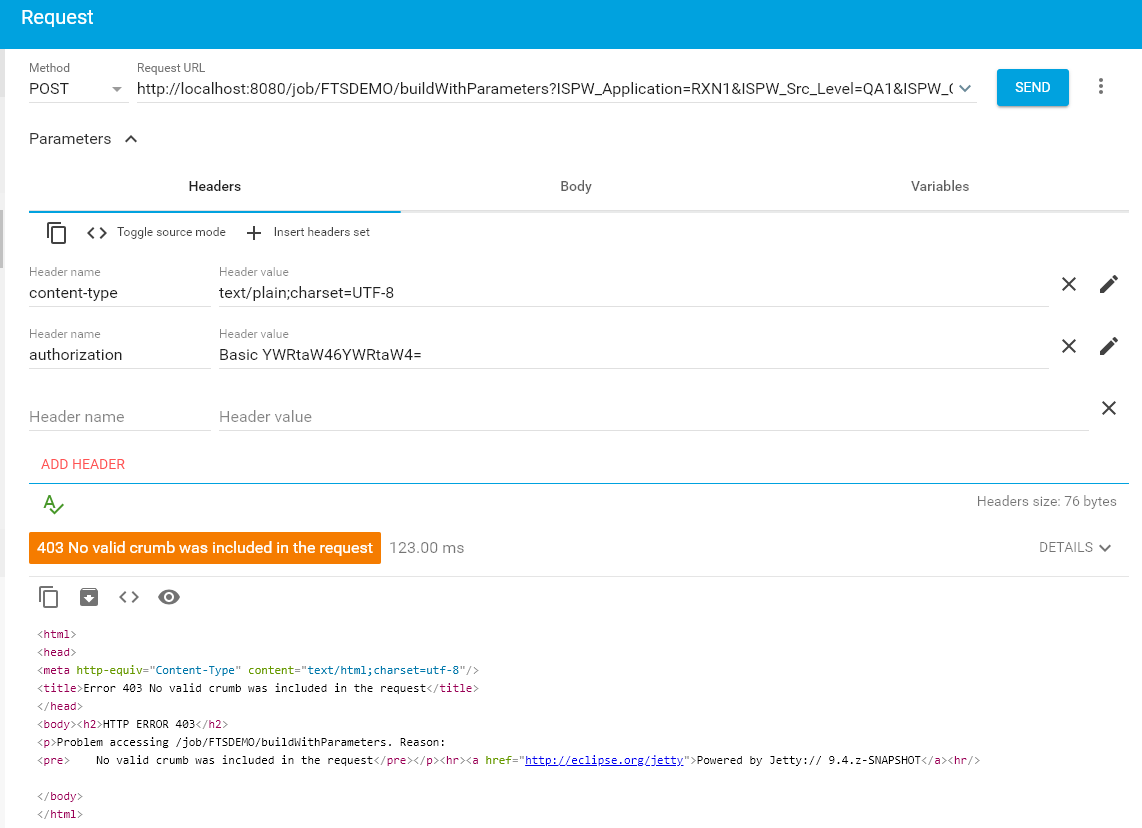 Request
Method
Request URL
POST
http://localhost:8080/job/FTSDEMO/buildWithParameters?ISPW_Application=RXN1&ISPW_Src_Level=QA1&ISPW_
SEND
Parameters
Headers
Body
Variables
Toggle source mode
Insert headers set
Header name
Header value
content-type
text/plain;charset=UTF-8
Header name
Header value
authorization
Basic YWRtaW46YWRtaW4=
Header name
Header value
ADD HEADER
Headers size: 76 bytes
403 No valid crumb was included in the request
123.00 ms
DETAILS
<html>
<head>
<meta http-equiv="Content-Type" content="text/html;charset=utf-8"/>
<title>Error 403 No valid crumb was included in the request</title>
</head>
<body><h2>HTTP ERROR 403</h2>
<p>Problem accessing /job/FTSDEMO/buildWithParameters. Reason:
<pre>    No valid crumb was included in the request</pre></p><hr><a href="http://eclipse.org/jetty">Powered by Jetty:// 9.4.z-SNAPSHOT</a><hr/>
</body>
</html>